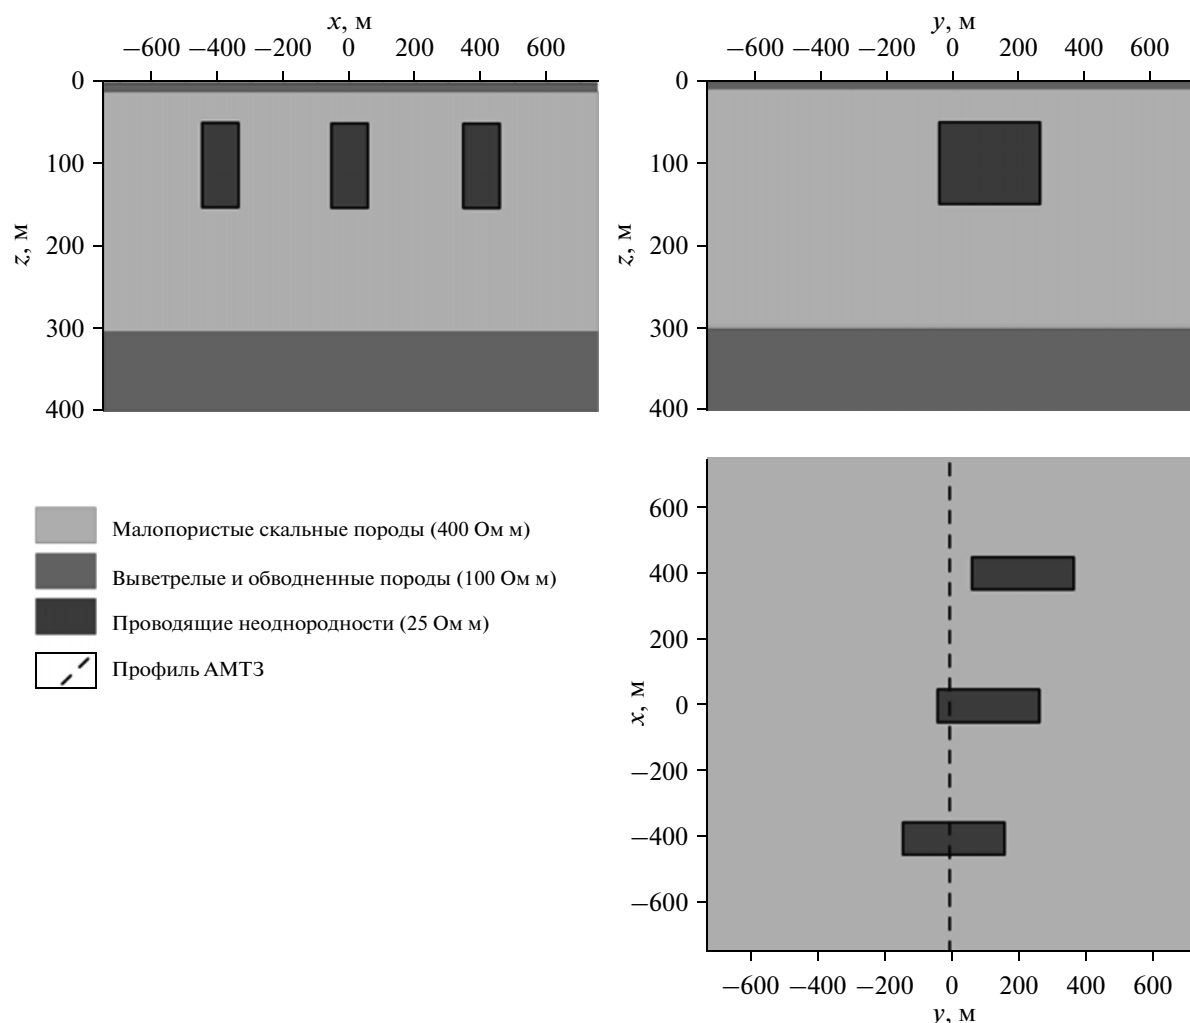 x, м
−600 −400 −200 0 200 400 600
0
100
200
300
400
z, м
y, м
−600 −400 −200 0 200 400 600
0
100
200
300
400
z, м
Малопористые скальные породы (400 Ом м)
Выветрелые и обводненные породы (100 Ом м)
Проводящие неоднородности (25 Ом м)
Профиль АМТЗ
600
400
200
0
−200
−400
−600
x, м
−600 −400 −200 0 200 400 600
y, м